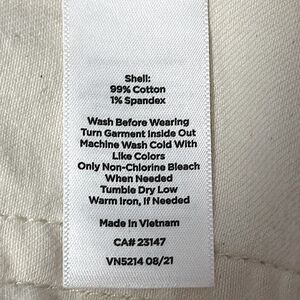 Shell:
99% Cotton
1% Spandex
Wash Before Wearing
Turn Garment Inside Out
Machine Wash Cold With
Like Colors
Only Non-Chlorine Bleach
When Needed
Tumble Dry Low
Warm Iron, If Needed
Made in Vietnam
CA# 23147
VN5214 08/21